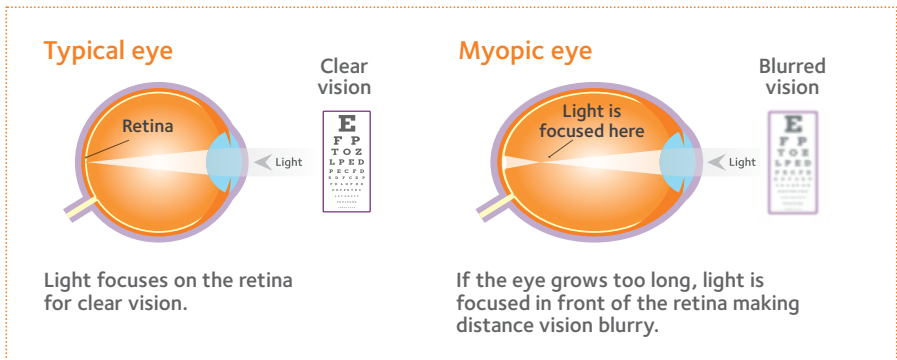 Typical eye
Clear
vision
Retina
Light
E
F P
T O Z
L P E D
P E C F D
Light focuses on the retina
for clear vision.
Myopic eye
Blurred
vision
Light is
focused here
Light
E
F P
T O Z
L P E D
P E C F D
If the eye grows too long, light is
focused in front of the retina making
distance vision blurry.